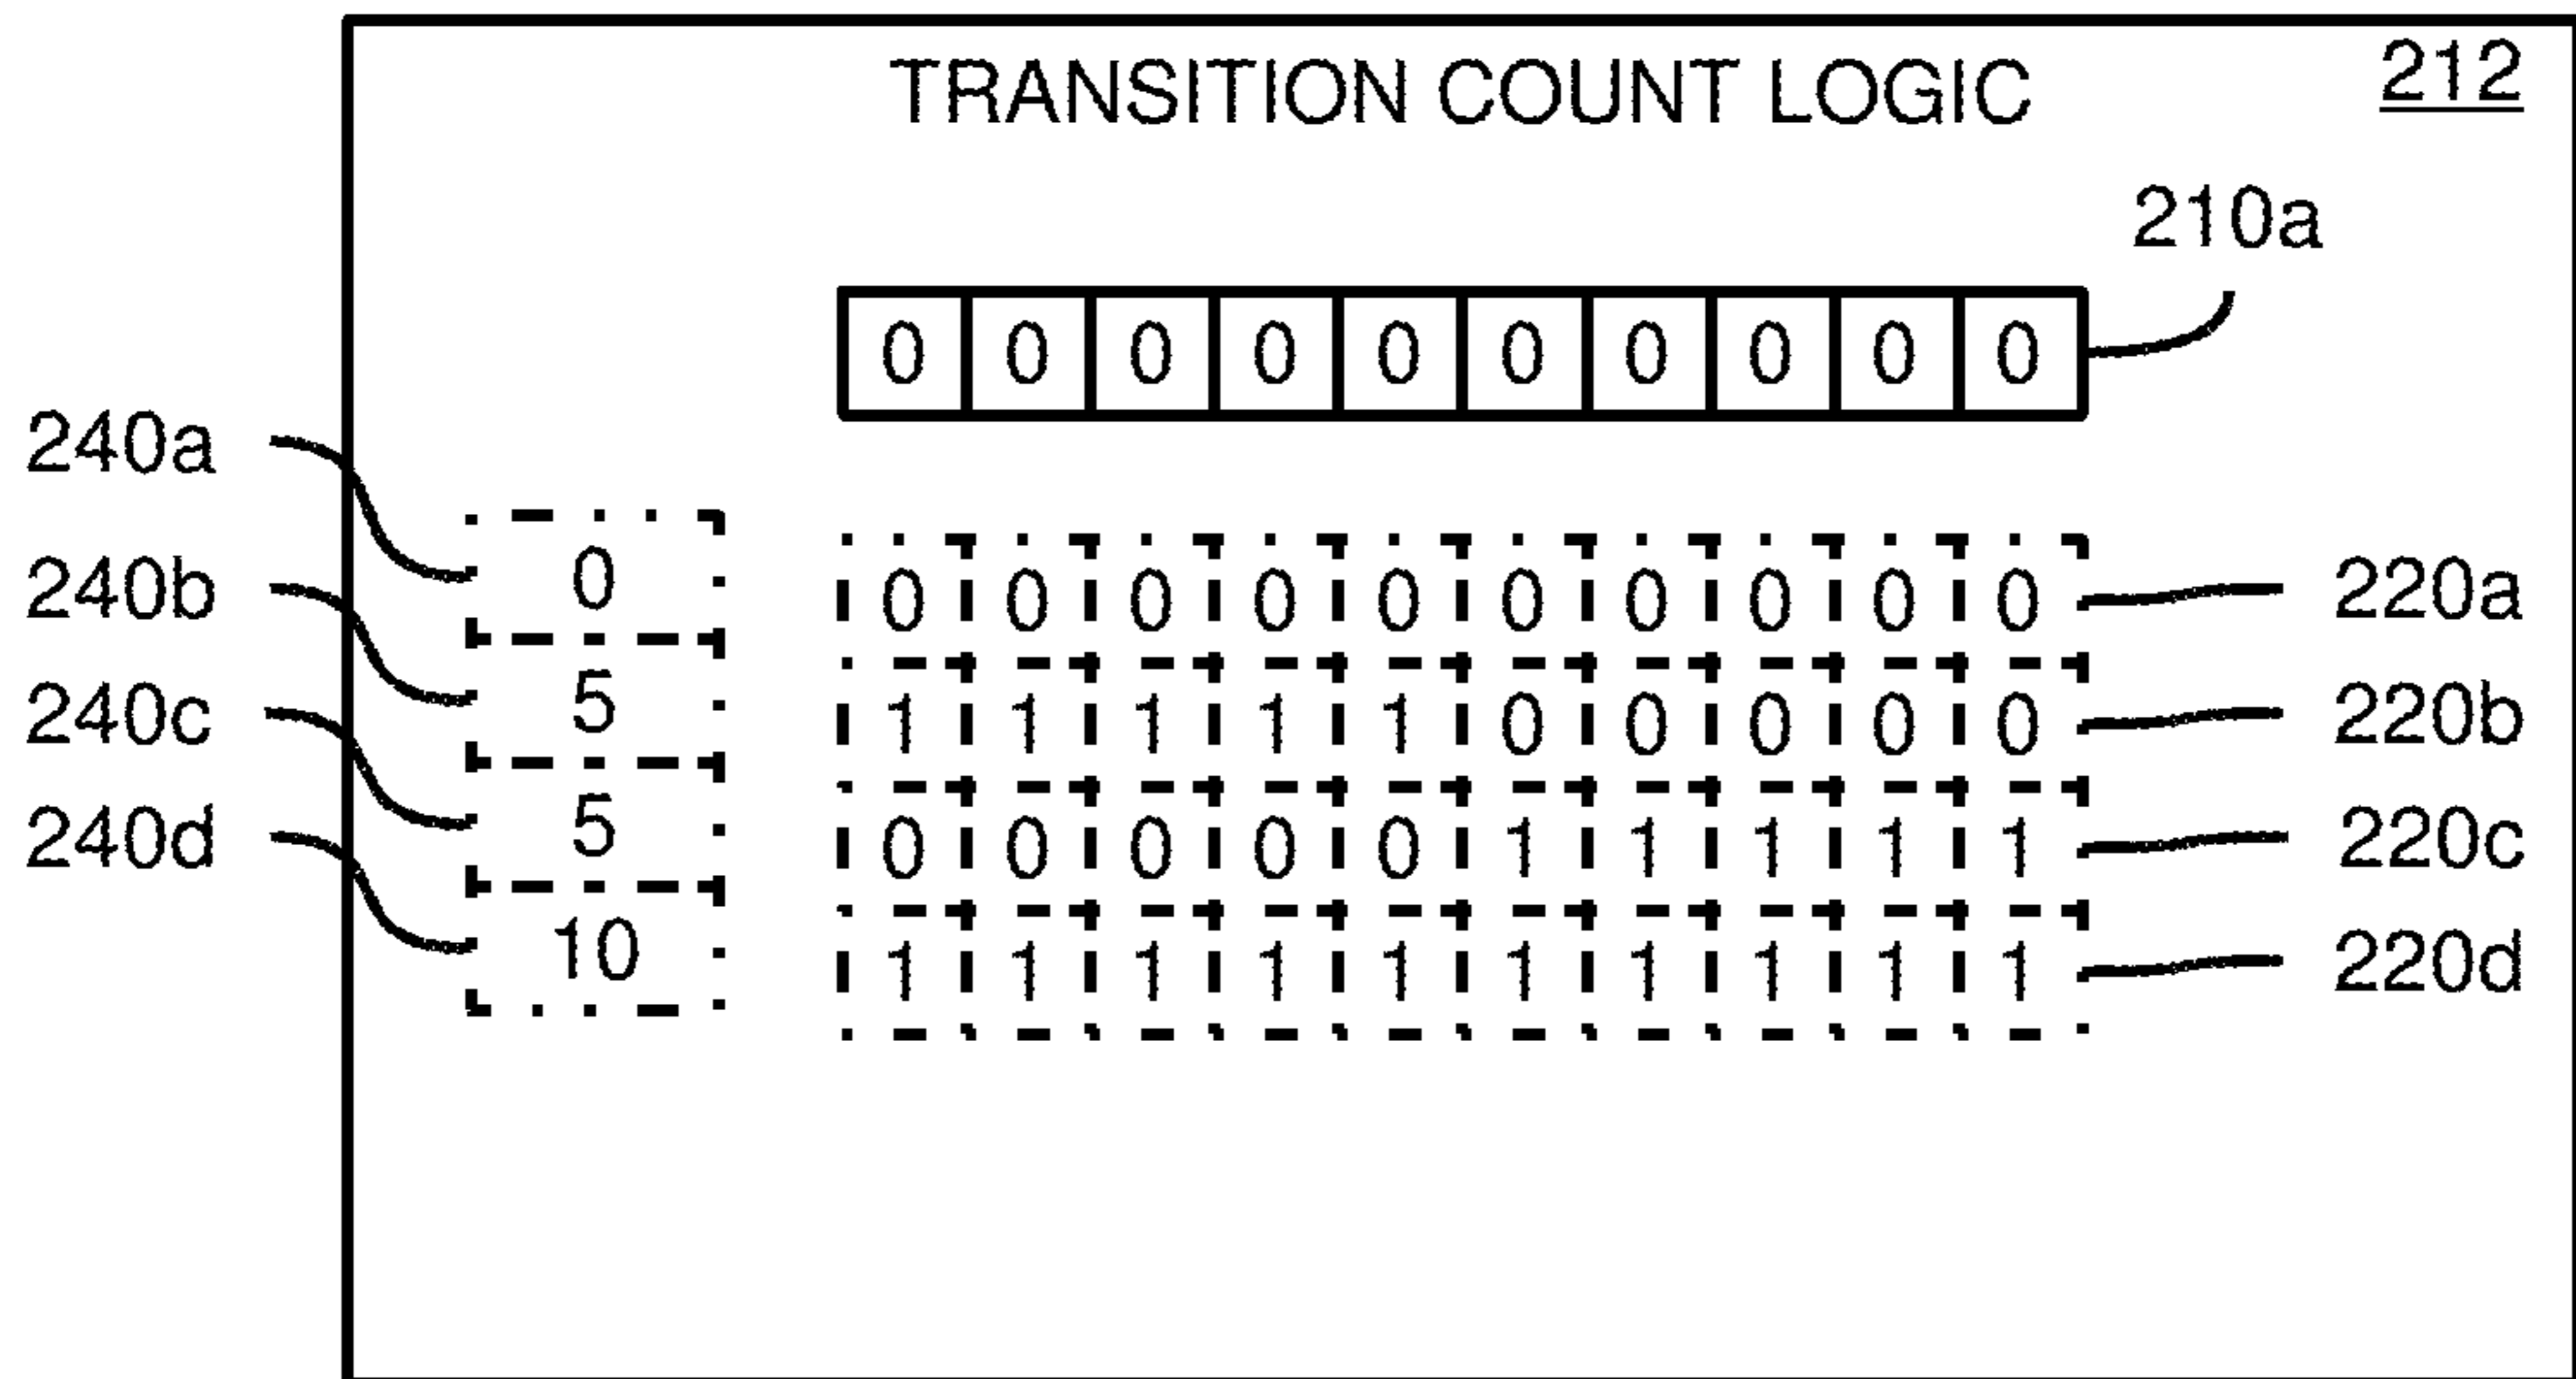 TRANSITION COUNT LOGIC 212
210a
0 0 0 0 0 0 0 0 0 0
240a
240b
240c
240d
0
5
5
10
0 0 0 0 0 0 0 0 0 0 220a
1 1 1 1 1 0 0 0 0 0 220b
0 0 0 0 0 1 1 1 1 1 220c
1 1 1 1 1 1 1 1 1 1 220d